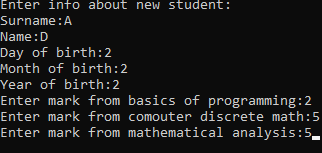 Enter info about new student:
Surname:A
Name:D
Day of birth:2
Month of birth:2
Year of birth:2
Enter mark from basics of programming:2
Enter mark from comouter discrete math:5
Enter mark from mathematical analysis:5